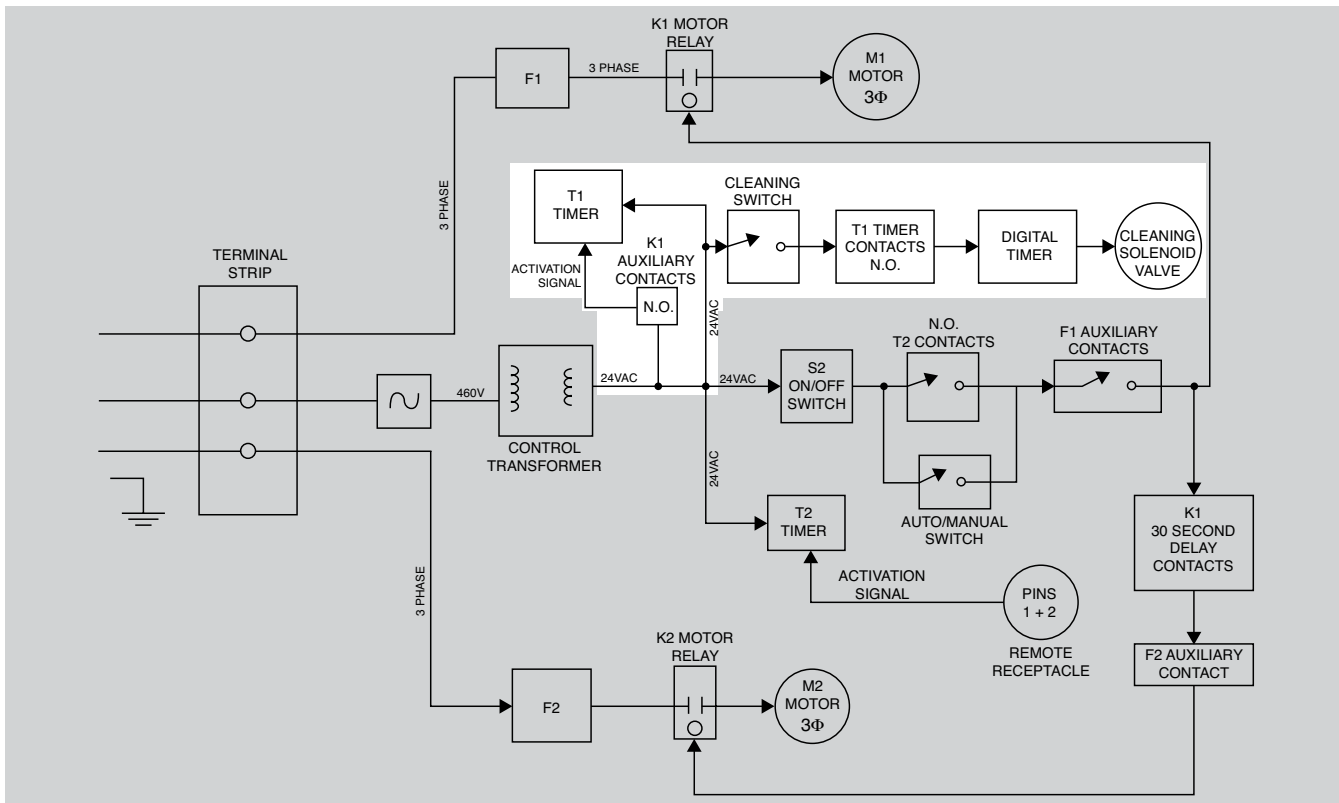 K1 MOTOR
RELAY
F1
3 PHASE
M1
MOTOR
3Φ
3 PHASE
T1
TIMER
CLEANING
SWITCH
T1 TIMER
CONTACTS
N.O.
DIGITAL
TIMER
CLEANING
SOLENOID
VALVE
ACTIVATION
SIGNAL
K1
AUXILIARY
CONTACTS
N.O.
24VAC
TERMINAL
STRIP
460V
CONTROL
TRANSFORMER
24VAC
24VAC
S2
ON/OFF
SWITCH
N.O.
T2 CONTACTS
F1 AUXILIARY
CONTACTS
AUTO/MANUAL
SWITCH
24VAC
T2
TIMER
ACTIVATION
SIGNAL
PINS
1 + 2
REMOTE
RECEPTACLE
K1
30 SECOND
DELAY
CONTACTS
F2 AUXILIARY
CONTACT
3 PHASE
F2
K2 MOTOR
RELAY
M2
MOTOR
3Φ